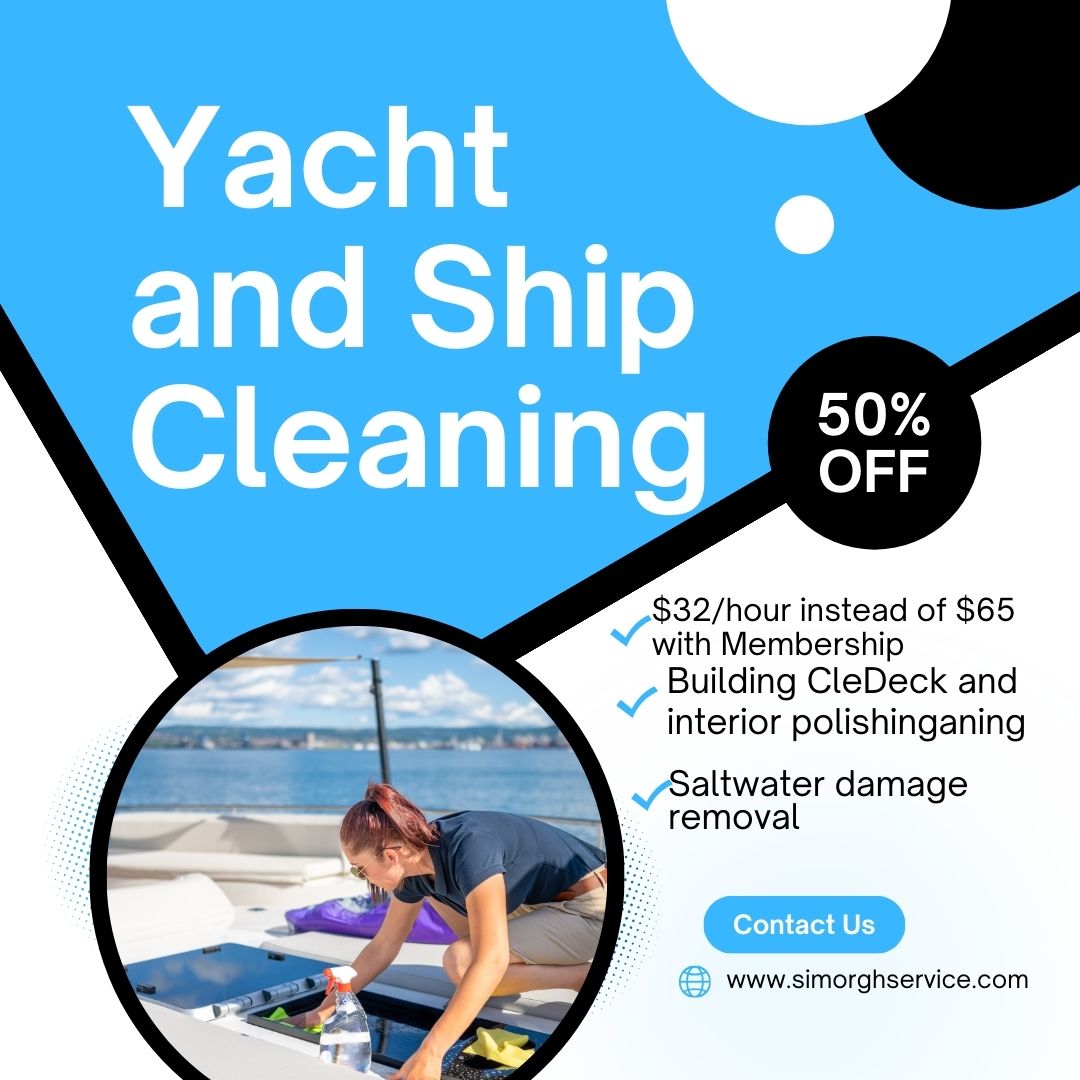 Yacht
and Ship
Cleaning
50%
OFF
$32/hour instead of $65
with Membership
Building CleDeck and
interior polishinganing
Saltwater damage
removal
Contact Us
www.simorghservice.com